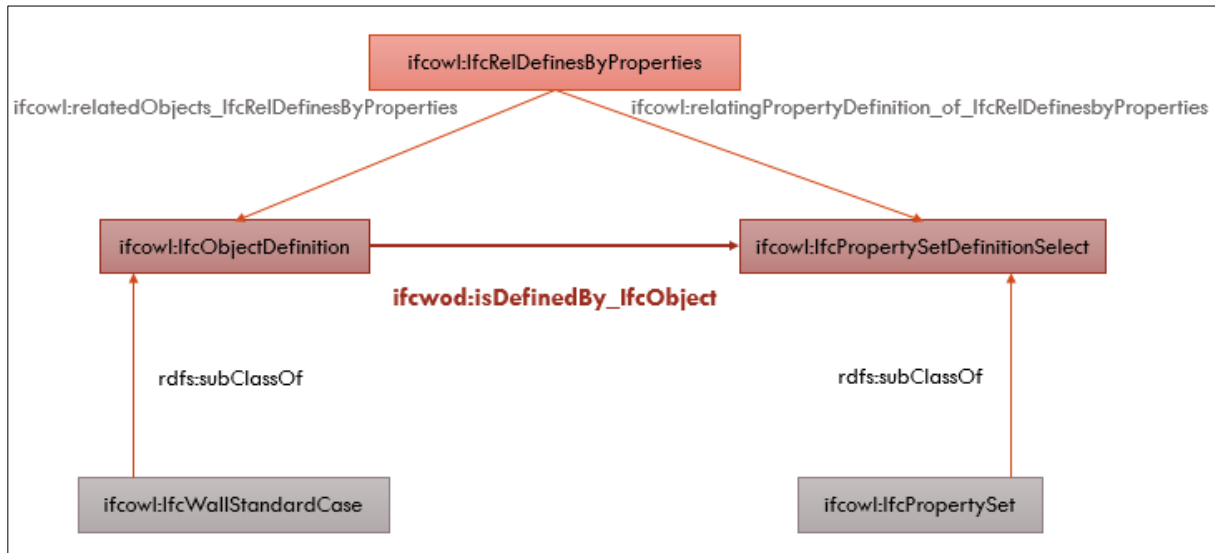 ifcowl:IfcRelDefinesByProperties
ifcowl:relatedObjects_IfcRelDefinesByProperties
ifcowl:relatingPropertyDefinition_of_IfcRelDefinesbyProperties
ifcowl:IfcObjectDefinition
ifcowl:IfcPropertySetDefinitionSelect
ifcwod:isDefinedBy_IfcObject
rdfs:subClassOf
rdfs:subClassOf
ifcowl:IfcWallStandardCase
ifcowl:IfcPropertySet